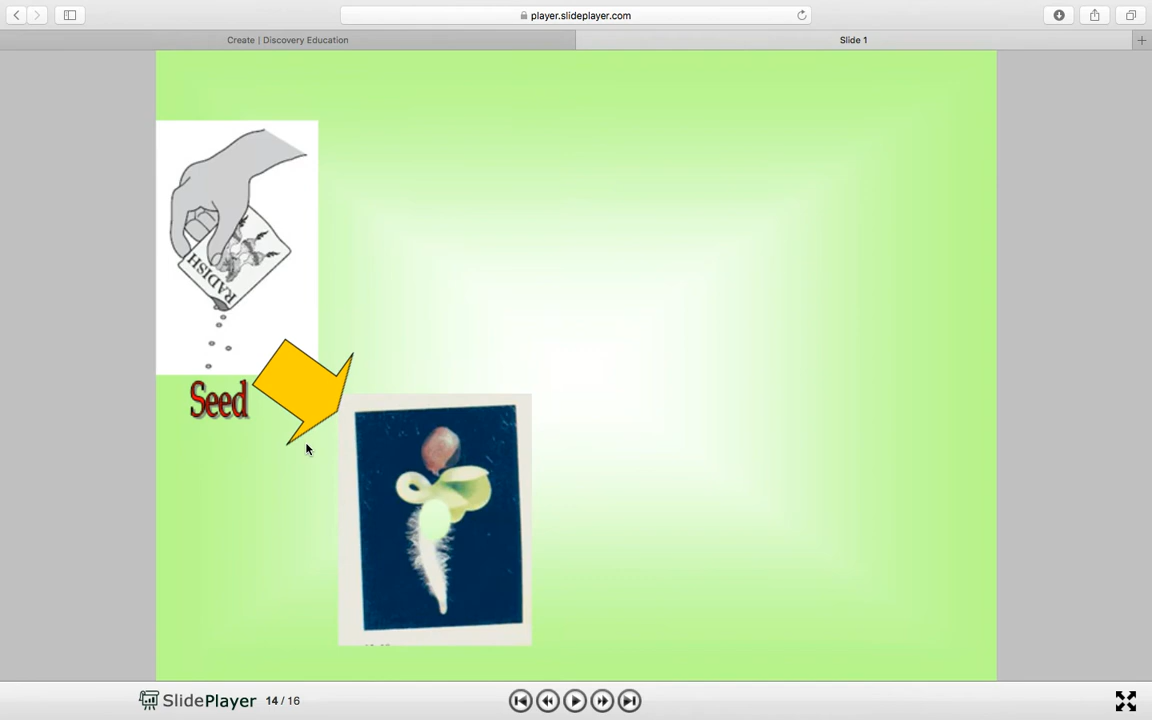 player.slideplayer.com
Create | Discovery Education
Slide 1
RADISH
Seed
SlidePlayer
14 / 16